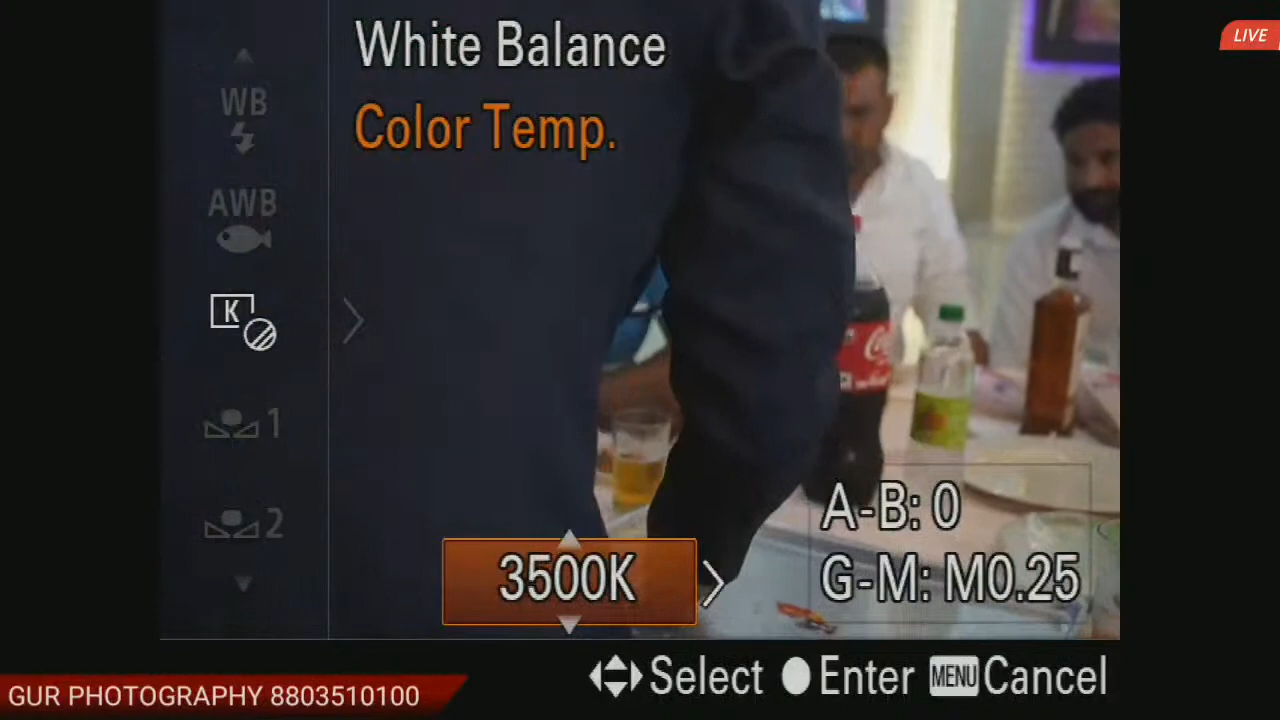 White Balance
LIVE
WB
Color Temp.
AWB
K
1
2
A-B: 0
3500K
G-M: M0.25
Select Enter MENU Cancel
GUR PHOTOGRAPHY 8803510100